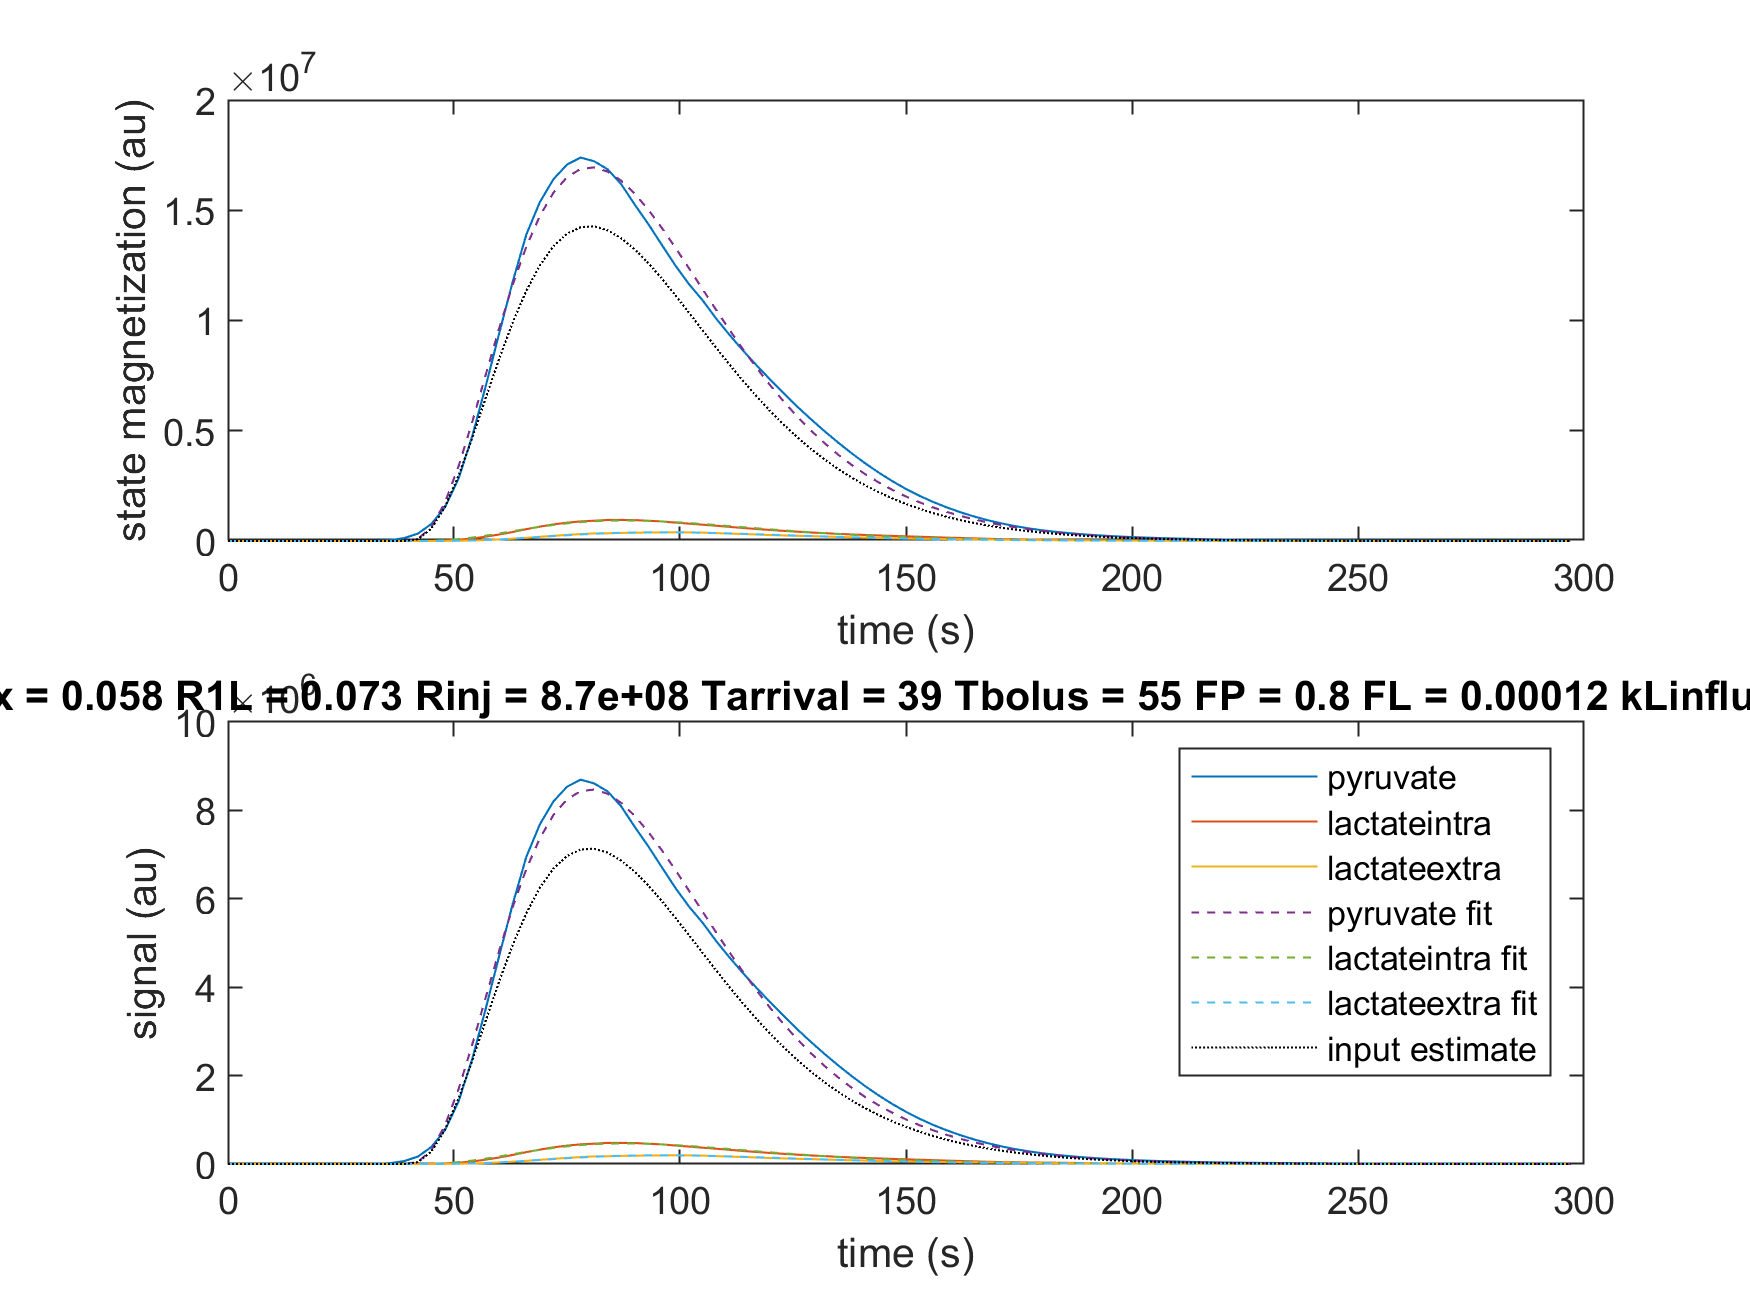 ×10^7
2
1.5
1
0.5
0
state magnetization (au)
0 50 100 150 200 250 300
time (s)
x = 0.058 R1L = 0.073 Rinj = 8.7e+08 Tarrival = 39 Tbolus = 55 FP = 0.8 FL = 0.00012 kLinflu
×10^6
10
8
6
4
2
0
signal (au)
pyruvate
lactateintra
lactateextra
pyruvate fit
lactateintra fit
lactateextra fit
input estimate
0 50 100 150 200 250 300
time (s)